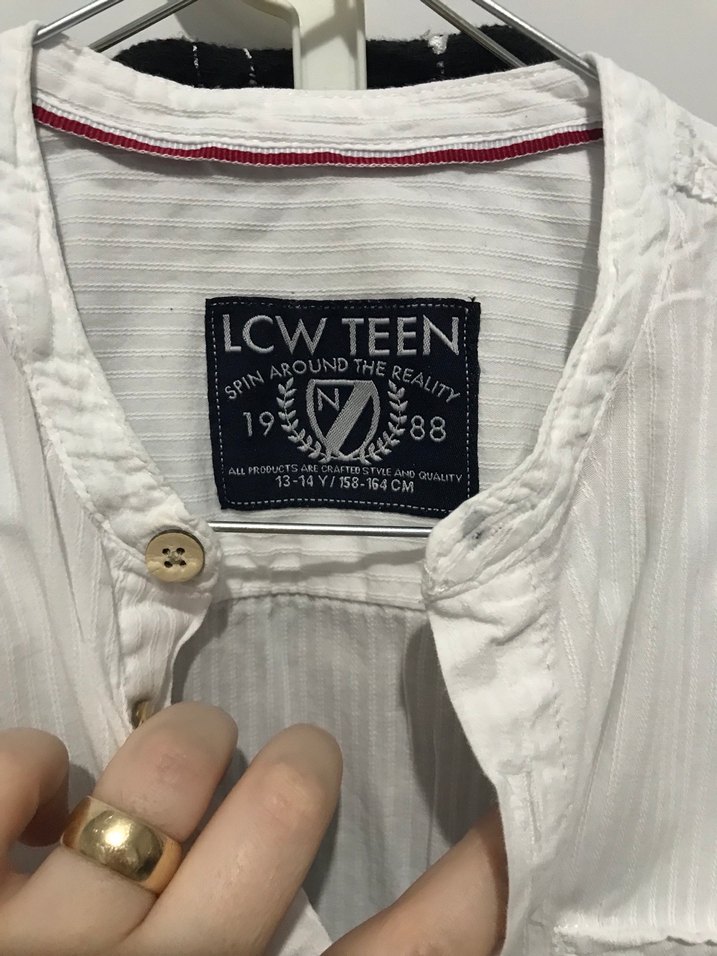 LCW TEEN
SPIN AROUND THE REALITY
N
19 88
ALL PRODUCTS ARE CRAFTED STYLE AND QUALITY
13-14 Y/ 158-164 CM